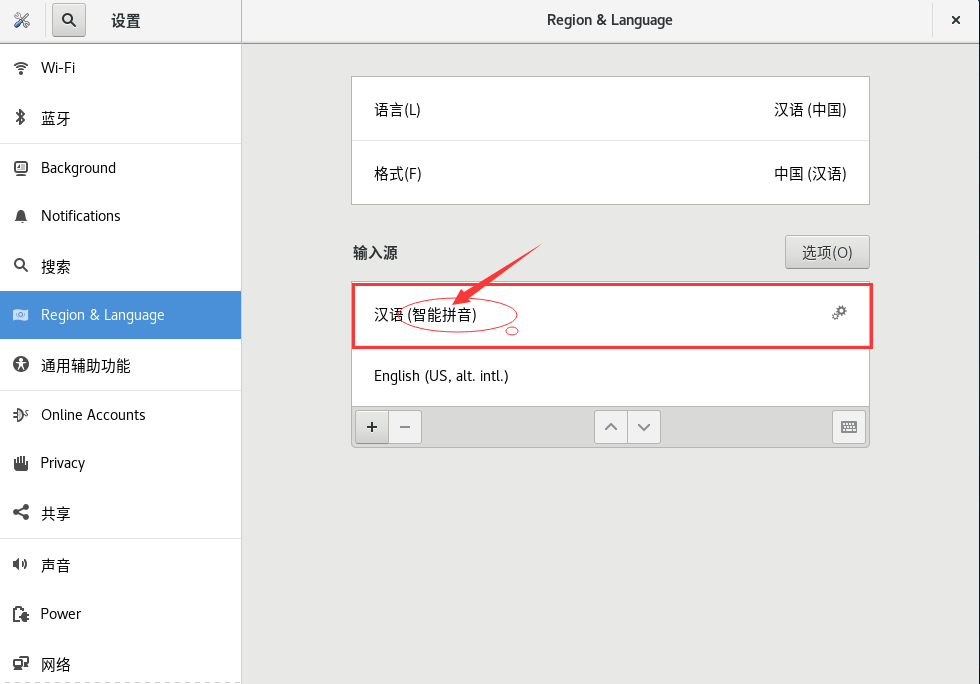 设置
Region & Language
Wi-Fi
蓝牙
Background
Notifications
搜索
Region & Language
通用辅助功能
Online Accounts
Privacy
共享
声音
Power
网络
语言(L) 汉语 (中国)
格式(F) 中国 (汉语)
输入源 选项(O)
汉语 (智能拼音)
English (US, alt. intl.)